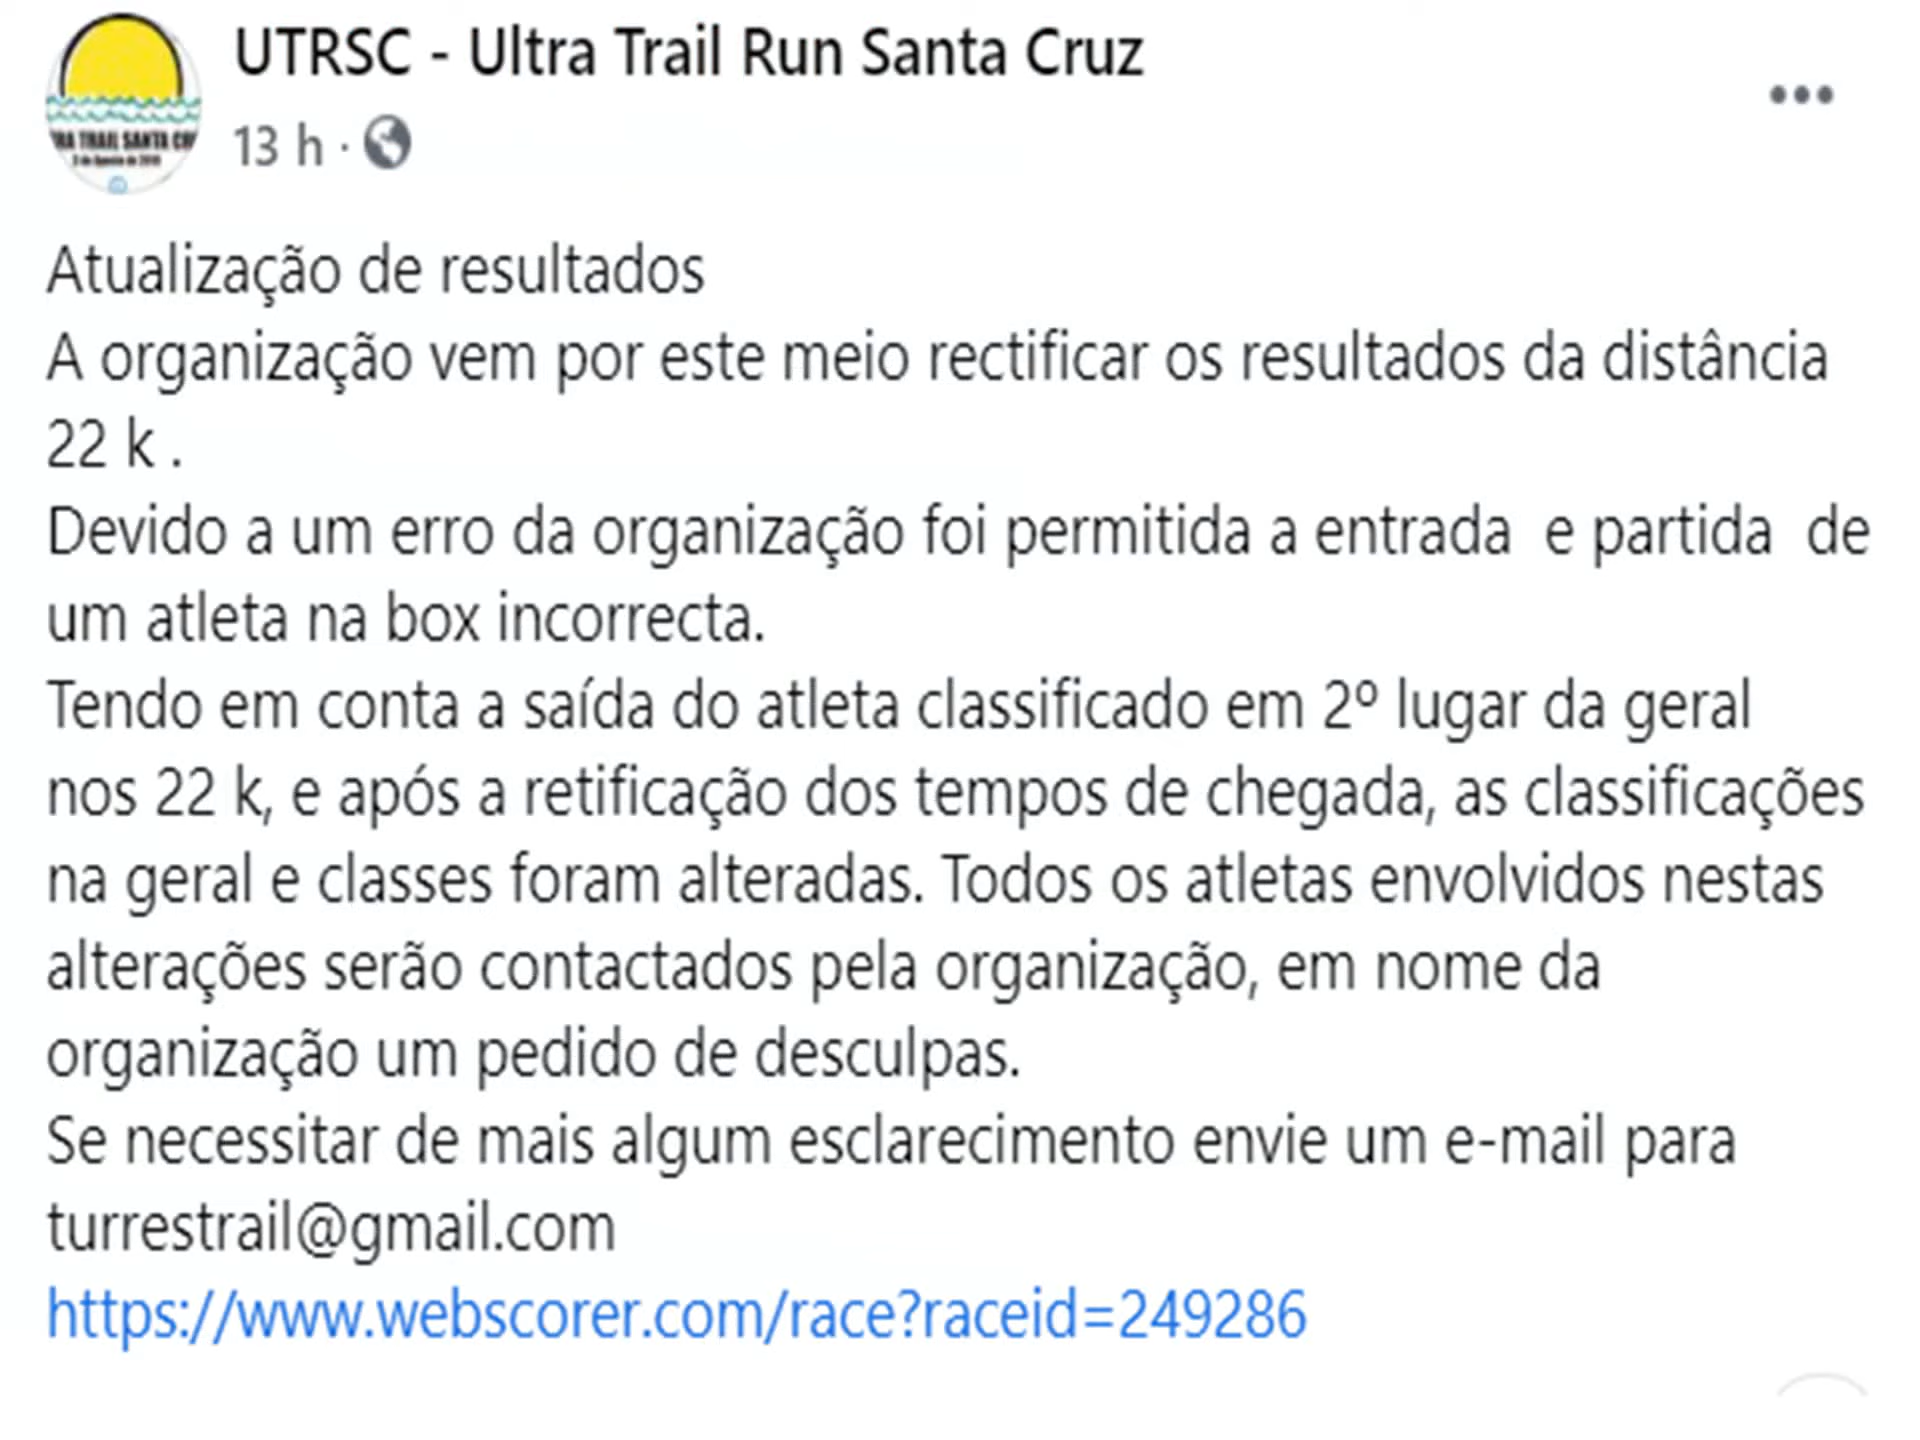 UTRSC - Ultra Trail Run Santa Cruz
13 h ·
TRAIL SANTA
Atualização de resultados
A organização vem por este meio rectificar os resultados da distância
22 k .
Devido a um erro da organização foi permitida a entrada  e partida  de
um atleta na box incorrecta.
Tendo em conta a saída do atleta classificado em 2º lugar da geral
nos 22 k, e após a retificação dos tempos de chegada, as classificações
na geral e classes foram alteradas. Todos os atletas envolvidos nestas
alterações serão contactados pela organização, em nome da
organização um pedido de desculpas.
Se necessitar de mais algum esclarecimento envie um e-mail para
turrestrail@gmail.com
https://www.webscorer.com/race?raceid=249286